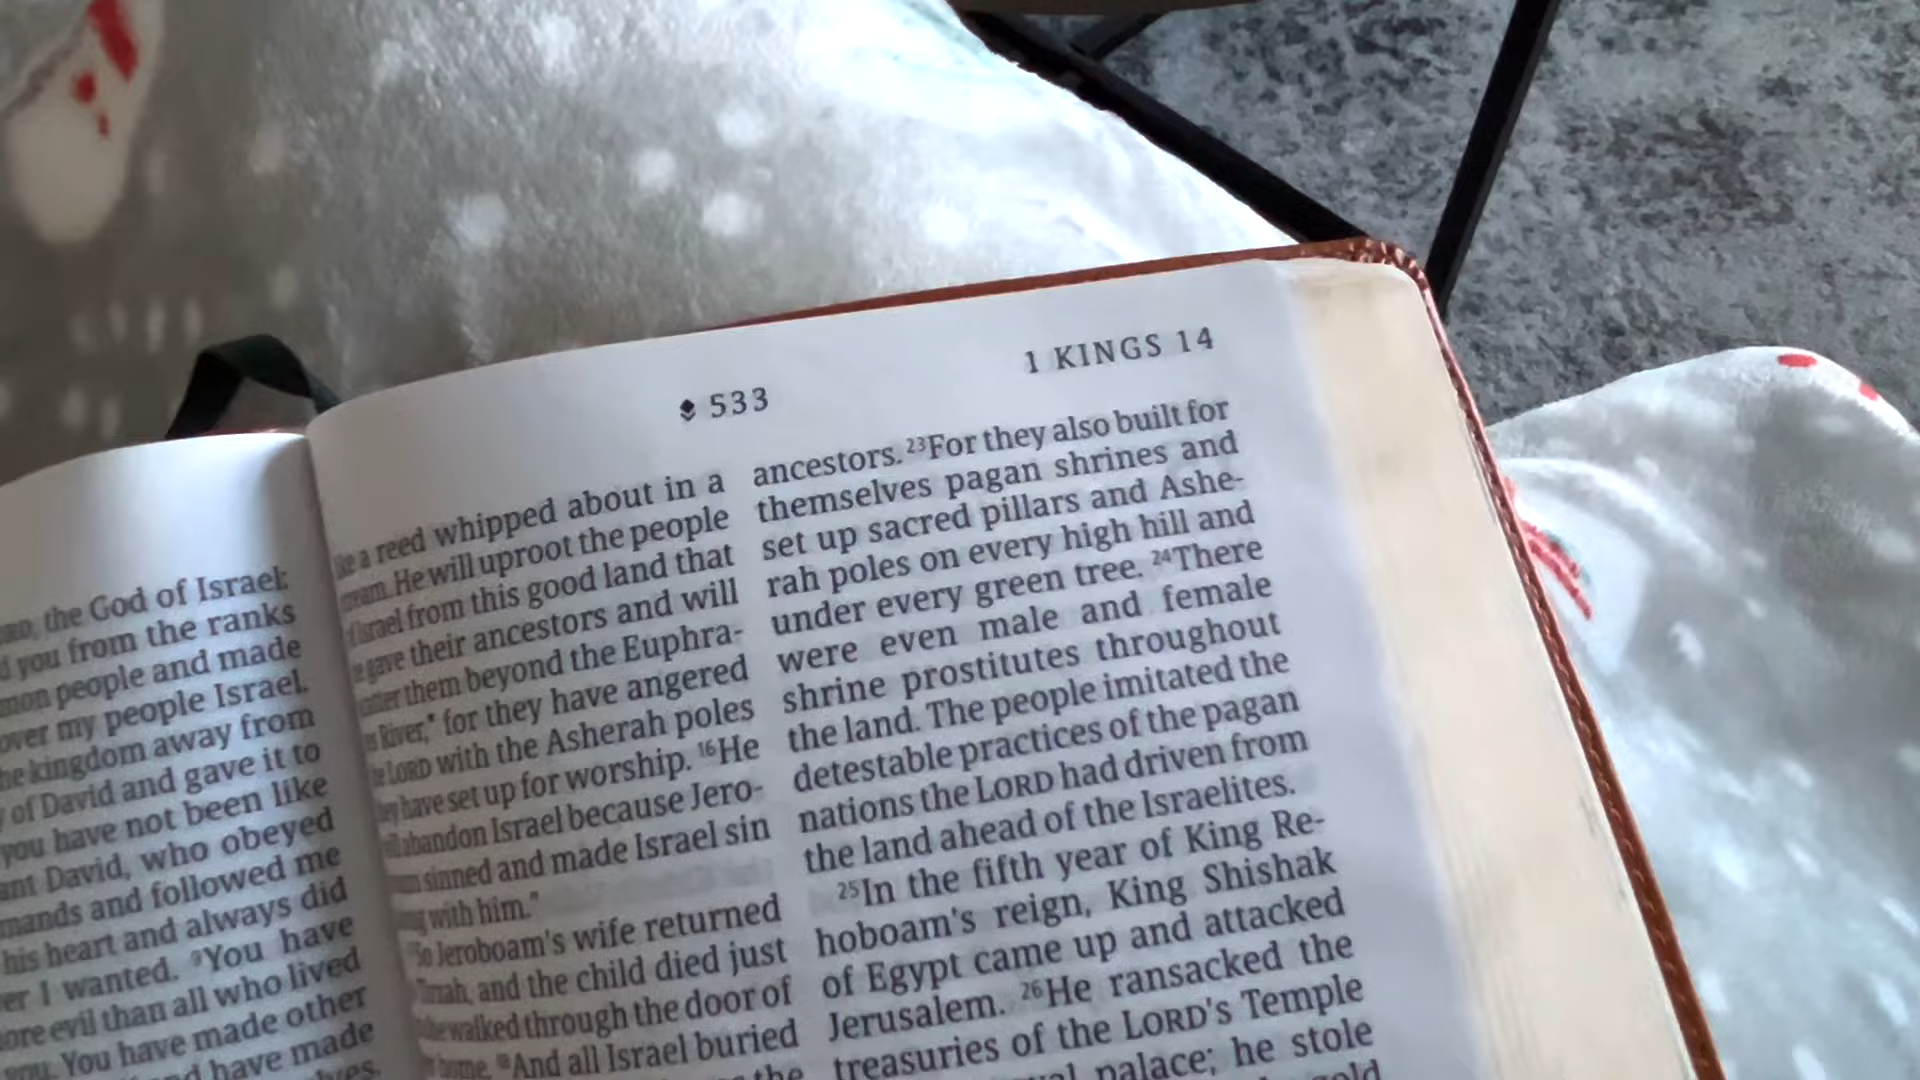 533
1 KINGS 14
the God of Israel:
you from the ranks
people and made
over my people Israel.
kingdom away from
of David and gave it to
you have not been like
David, who obeyed
and followed me
his heart and always did
I wanted. ⁹You have
evil than all who lived
You have made other
have made
a reed whipped about in a
He will uproot the people
Israel from this good land that
gave their ancestors and will
them beyond the Euphra-
River,* for they have angered
LORD with the Asherah poles
have set up for worship. ¹⁶He
abandon Israel because Jero-
sinned and made Israel sin
with him."
Jeroboam's wife returned
and the child died just
walked through the door of
home. ¹⁸And all Israel buried
the
ancestors. ²³For they also built for
themselves pagan shrines and
set up sacred pillars and Ashe-
rah poles on every high hill and
under every green tree. ²⁴There
were even male and female
shrine prostitutes throughout
the land. The people imitated the
detestable practices of the pagan
nations the LORD had driven from
the land ahead of the Israelites.
²⁵In the fifth year of King Re-
hoboam's reign, King Shishak
of Egypt came up and attacked
Jerusalem. ²⁶He ransacked the
treasuries of the LORD's Temple
palace; he stole
gold